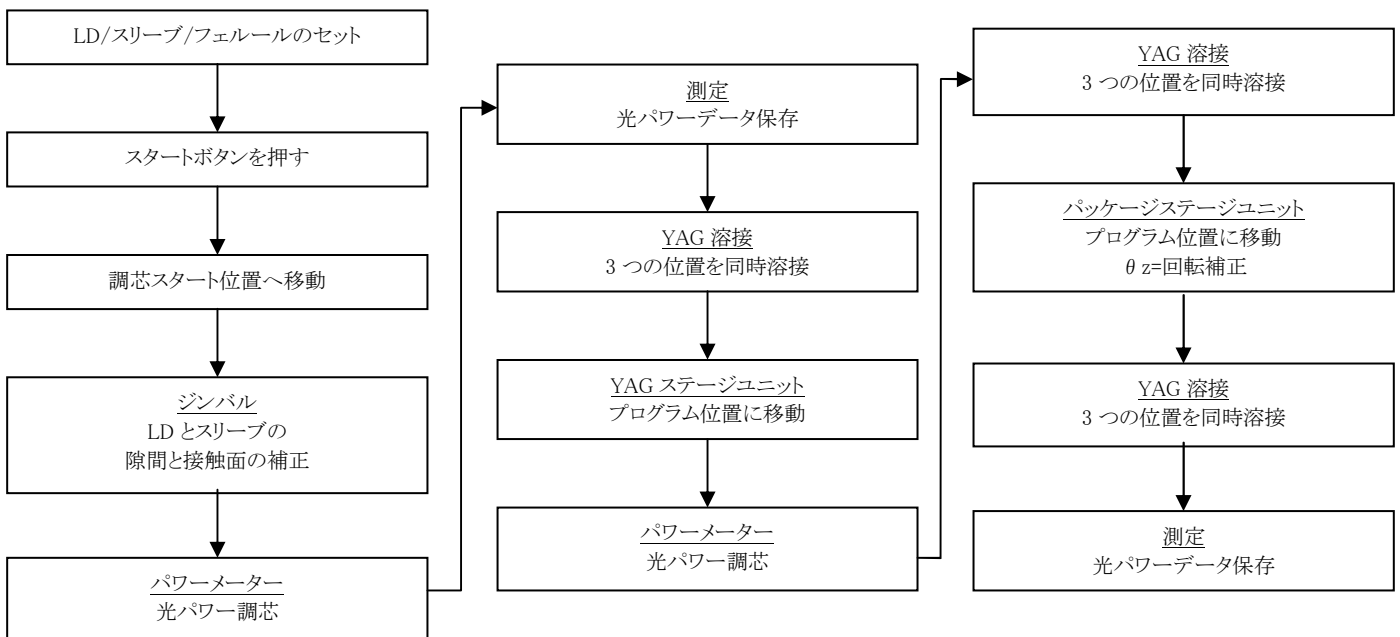 LD/スリーブ/フェルールのセット
スタートボタンを押す
調芯スタート位置へ移動
ジンバル
LD とスリーブの
隙間と接触面の補正
パワーメーター
光パワー調芯
測定
光パワーデータ保存
YAG 溶接
3 つの位置を同時溶接
YAG ステージユニット
プログラム位置に移動
パワーメーター
光パワー調芯
YAG 溶接
3 つの位置を同時溶接
パッケージステージユニット
プログラム位置に移動
θz=回転補正
YAG 溶接
3 つの位置を同時溶接
測定
光パワーデータ保存